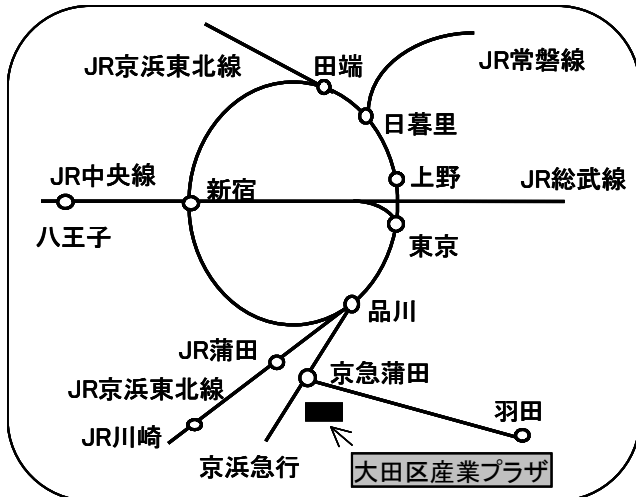 JR京浜東北線
田端
JR常磐線
日暮里
JR中央線
新宿
上野
JR総武線
八王子
東京
品川
JR蒲田
京急蒲田
JR京浜東北線
羽田
JR川崎
京浜急行
大田区産業プラザ